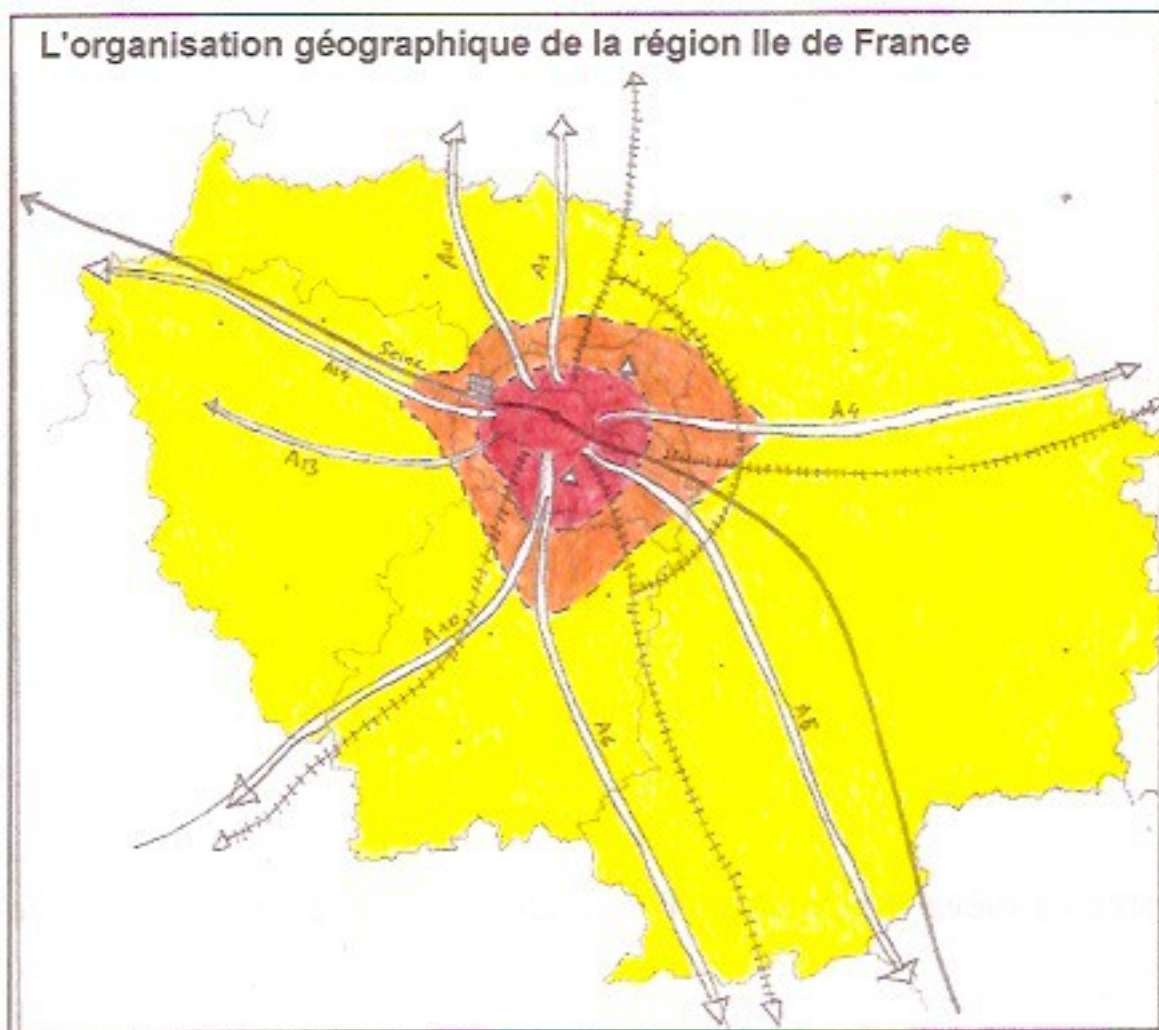 L'organisation géographique de la région Ile de France
A1
Seine
A14
A4
A13
A10
A6
A5